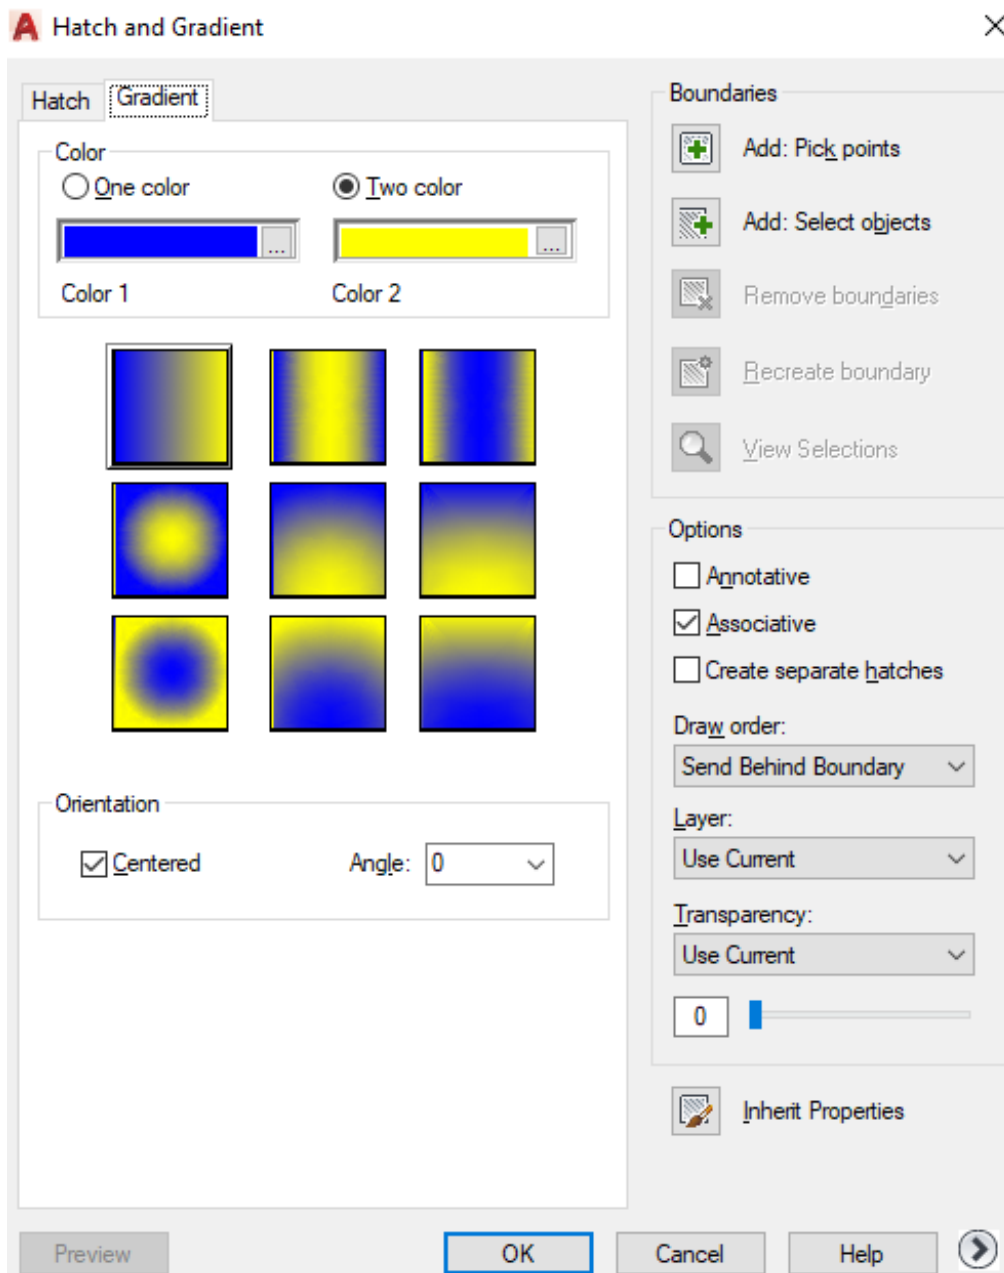 Hatch and Gradient
Hatch
Gradient
Color
One color
Two color
...
...
Color 1
Color 2
Orientation
Centered
Angle:
0
Boundaries
Add: Pick points
Add: Select objects
Remove boundaries
Recreate boundary
View Selections
Options
Annotative
Associative
Create separate hatches
Draw order:
Send Behind Boundary
Layer:
Use Current
Transparency:
Use Current
0
Inherit Properties
Preview
OK
Cancel
Help